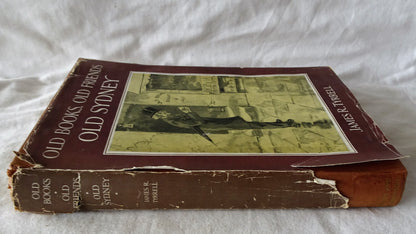 OLD BOOKS, OLD FRIENDS,
OLD SYDNEY
JAMES R. TYRRELL
OLD
BOOKS
OLD
FRIENDS
OLD
SYDNEY
JAMES R.
TYRRELL